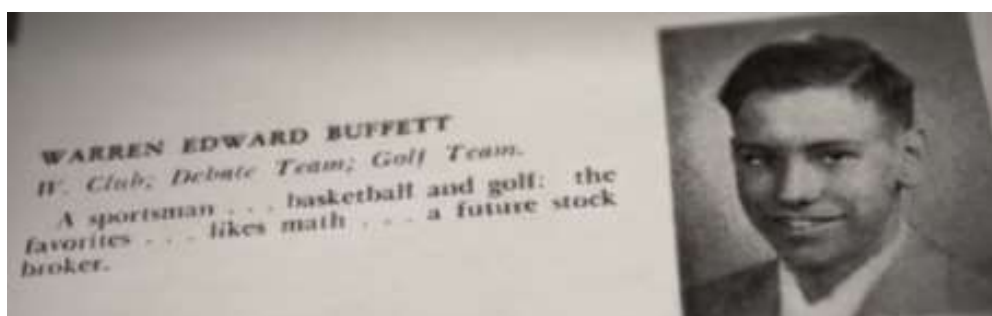 WARREN EDWARD BUFFETT
W. Club; Debate Team; Golf Team.
A sportsman . . . basketball and golf: the
favorites . . . likes math . . . a future stock
broker.